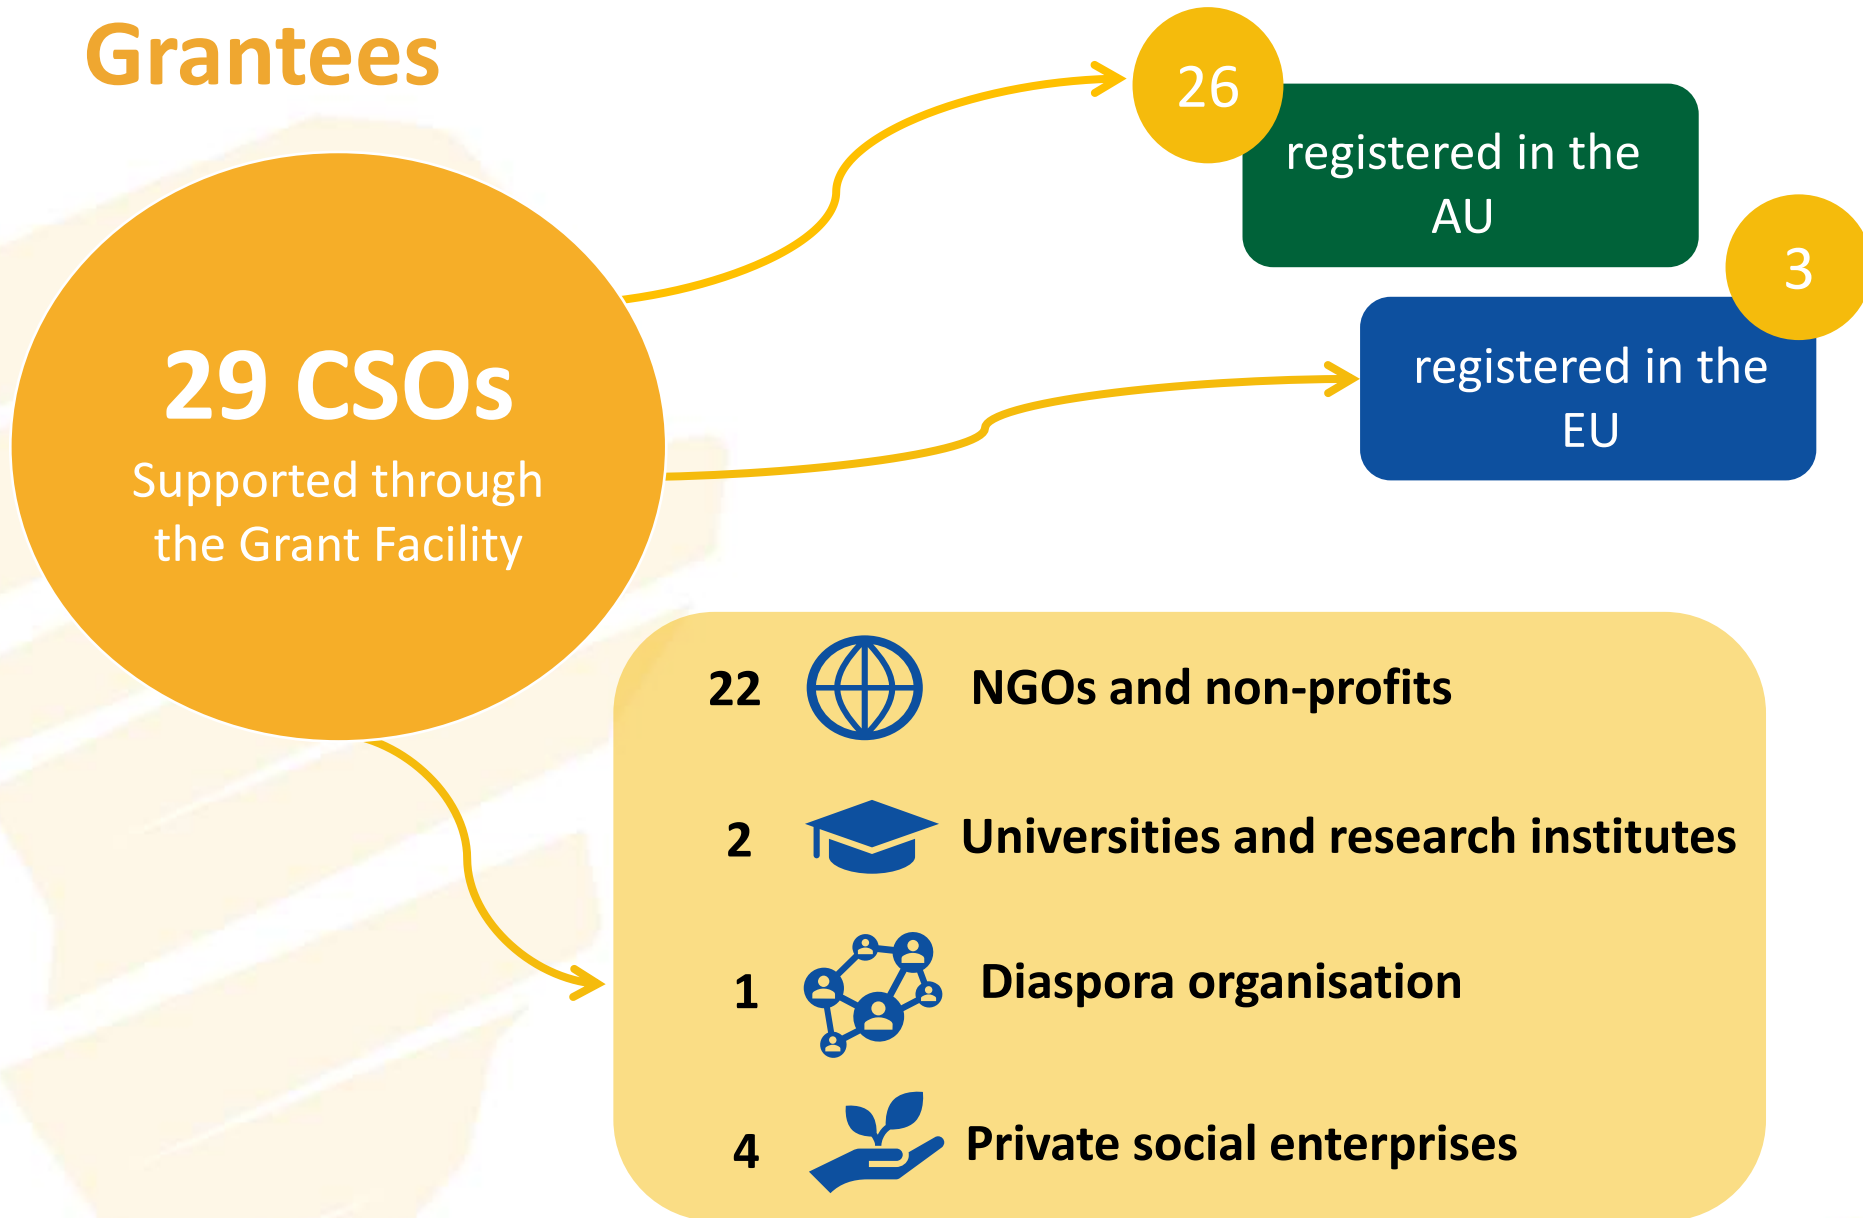 Grantees
29 CSOs
Supported through
the Grant Facility
26
registered in the
AU
3
registered in the
EU
22 NGOs and non-profits
2 Universities and research institutes
1 Diaspora organisation
4 Private social enterprises